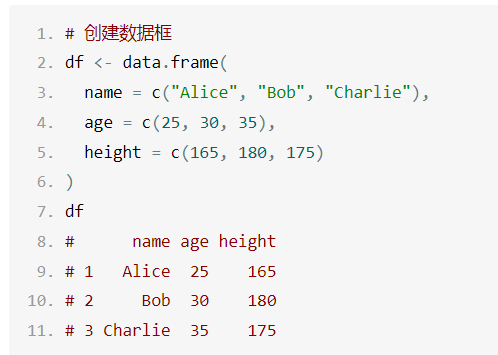 1. # 创建数据框
2. df <- data.frame(
3.   name = c("Alice", "Bob", "Charlie"),
4.   age = c(25, 30, 35),
5.   height = c(165, 180, 175)
6. )
7. df
8. #      name age height
9. # 1   Alice  25    165
10. # 2     Bob  30    180
11. # 3 Charlie  35    175